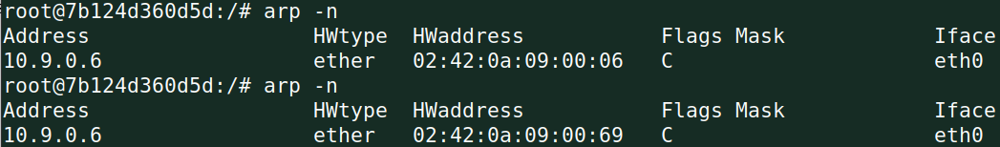 root@7b124d360d5d:/# arp -n
Address HWtype HWaddress Flags Mask Iface
10.9.0.6 ether 02:42:0a:09:00:06 C eth0
root@7b124d360d5d:/# arp -n
Address HWtype HWaddress Flags Mask Iface
10.9.0.6 ether 02:42:0a:09:00:69 C eth0